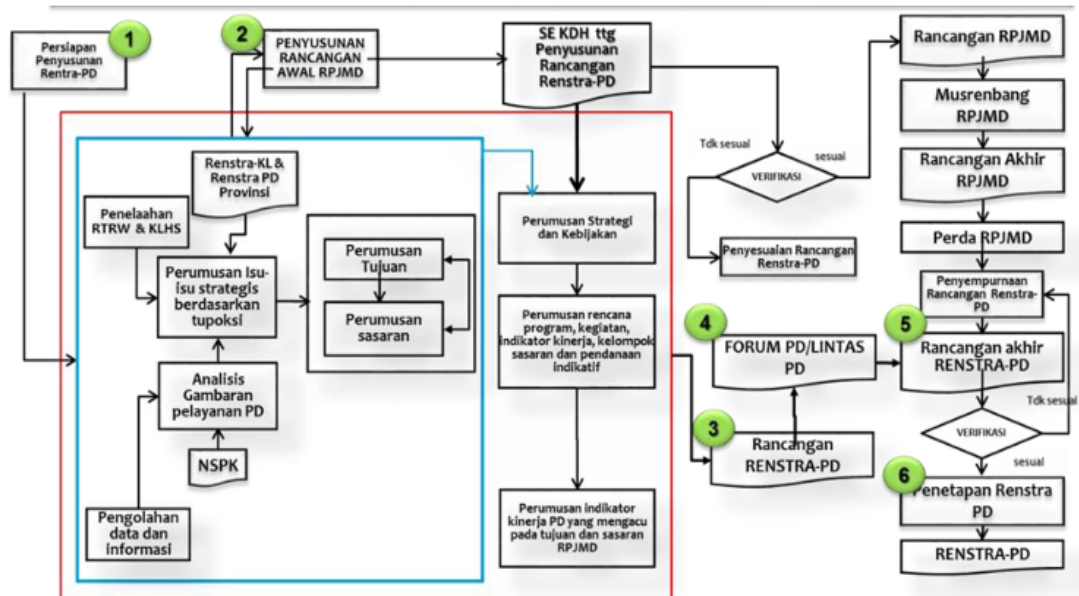 1
Persiapan
Penyusunan
Rentra-PD
2
PENYUSUNAN
RANCANGAN
AWAL RPJMD
SE KDH ttg
Penyusunan
Rancangan
Renstra-PD
Rancangan RPJMD
Musrenbang
RPJMD
Rancangan Akhir
RPJMD
Perda RPJMD
Penyempurnaan
Rancangan Renstra-
PD
Tdk sesuai
sesuai
VERIFIKASI
Penyesuaian Rancangan
Renstra-PD
Renstra-KL &
Renstra PD
Provinsi
Penelaahan
RTRW & KLHS
Perumusan Isu-
isu strategis
berdasarkan
tupoksi
Perumusan
Tujuan
Perumusan
sasaran
Analisis
Gambaran
pelayanan PD
NSPK
Pengolahan
data dan
informasi
Perumusan Strategi
dan Kebijakan
Perumusan rencana
program, kegiatan,
indikator kinerja, kelompok
sasaran dan pendanaan
indikatif
Perumusan indikator
kinerja PD yang mengacu
pada tujuan dan sasaran
RPJMD
3
Rancangan
RENSTRA-PD
4
FORUM PD/LINTAS
PD
5
Rancangan akhir
RENSTRA-PD
Tdk sesuai
VERIFIKASI
sesual
6
Penetapan Renstra
PD
RENSTRA-PD